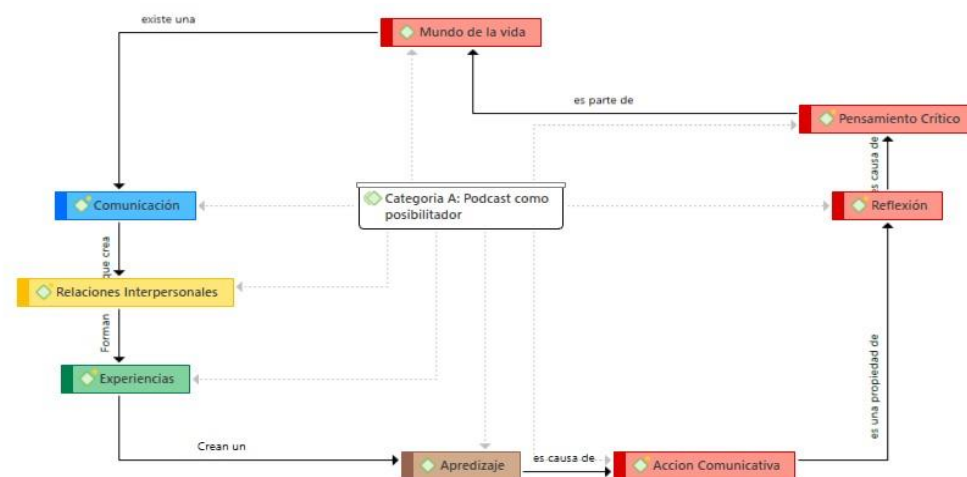 existe una
Mundo de la vida
es parte de
Pensamiento Crítico
es causa de
Categoria A: Podcast como
posibilitador
Comunicación
Reflexión
que crea
Relaciones Interpersonales
Forman
Experiencias
es una propiedad de
Crean un
Apredizaje
es causa de
Accion Comunicativa